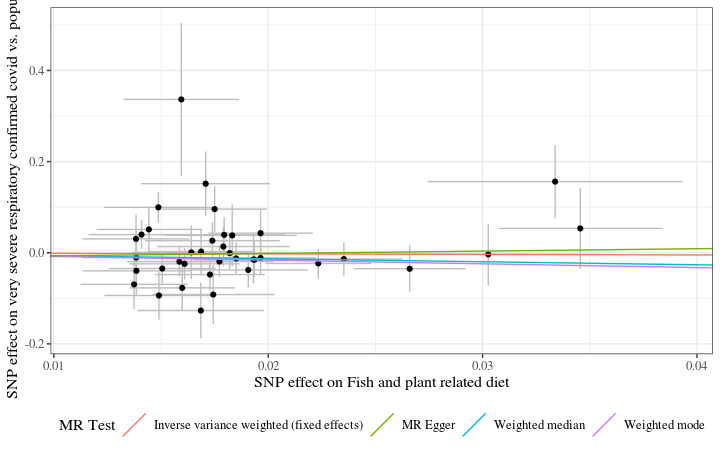 SNP effect on very severe respiratory confirmed covid vs.
0.4
0.2
0.0
-0.2
0.01
0.02
0.03
0.04
SNP effect on Fish and plant related diet
MR Test
Inverse variance weighted (fixed effects)
MR Egger
Weighted median
Weighted mode